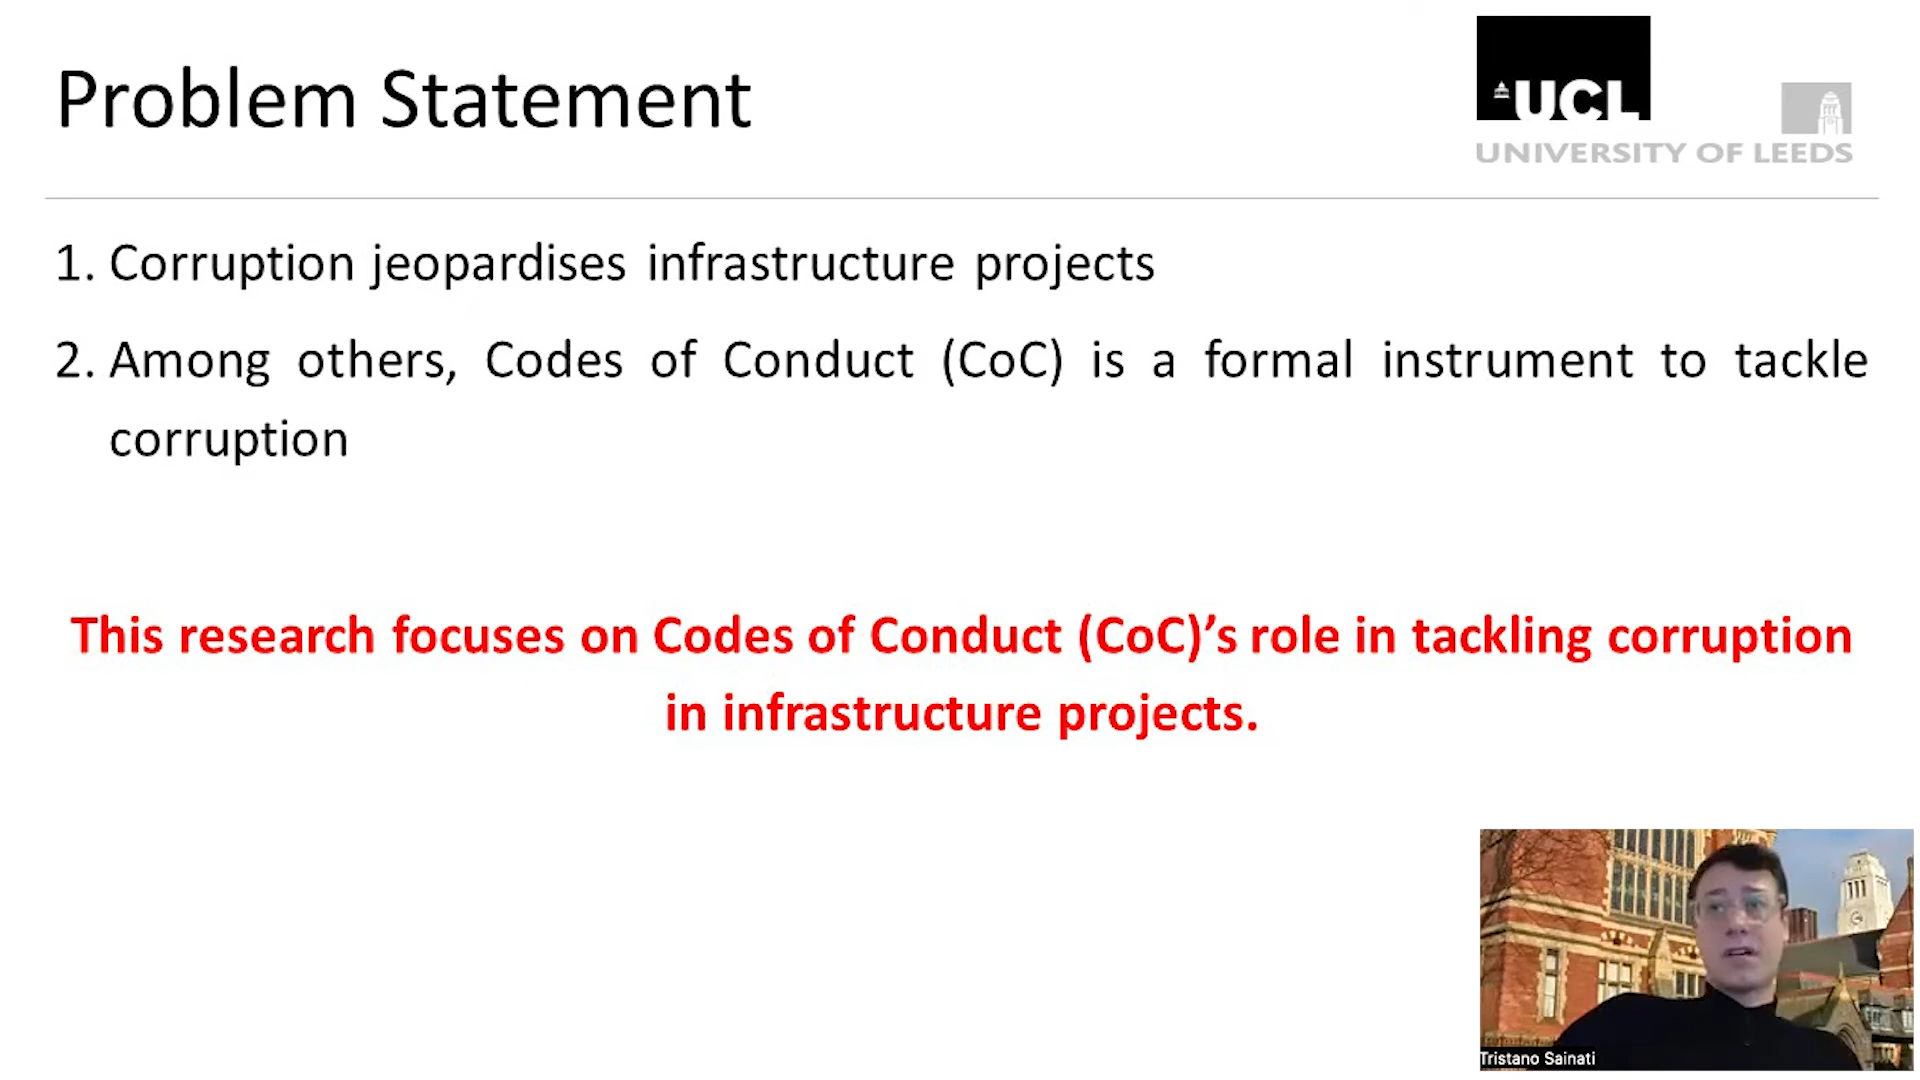 Problem Statement
UCL
UNIVERSITY OF LEEDS
1. Corruption jeopardises infrastructure projects
2. Among others, Codes of Conduct (CoC) is a formal instrument to tackle
corruption
This research focuses on Codes of Conduct (CoC)’s role in tackling corruption
in infrastructure projects.
Tristano Sainati